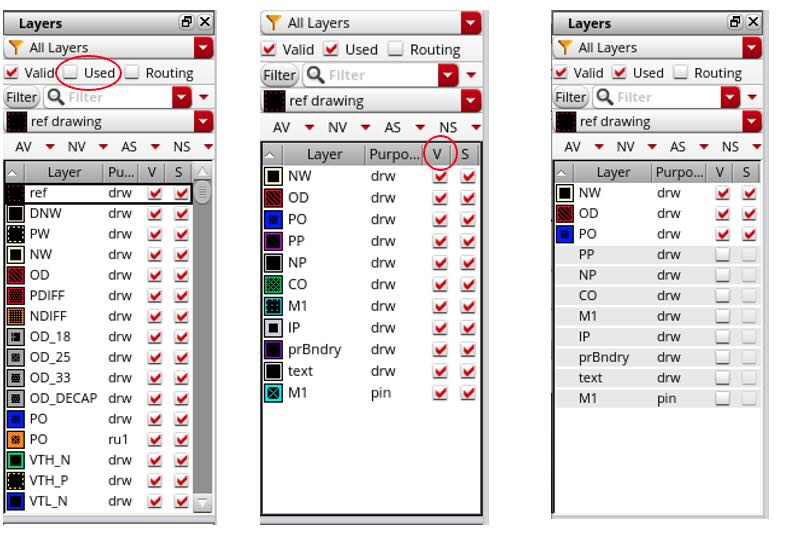 Layers
All Layers
Valid Used Routing
Filter Filter
ref drawing
AV NV AS NS
Layer Pu... V S
ref drw
DNW drw
PW drw
NW drw
OD drw
PDIFF drw
NDIFF drw
OD_18 drw
OD_25 drw
OD_33 drw
OD_DECAP drw
PO drw
PO ru1
VTH_N drw
VTH_P drw
VTL_N drw
All Layers
Valid Used Routing
Filter Filter
ref drawing
AV NV AS NS
Layer Purpo... V S
NW drw
OD drw
PO drw
PP drw
NP drw
CO drw
M1 drw
IP drw
prBndry drw
text drw
M1 pin
Layers
All Layers
Valid Used Routing
Filter Filter
ref drawing
AV NV AS NS
Layer Purpo... V S
NW drw
OD drw
PO drw
PP drw
NP drw
CO drw
M1 drw
IP drw
prBndry drw
text drw
M1 pin